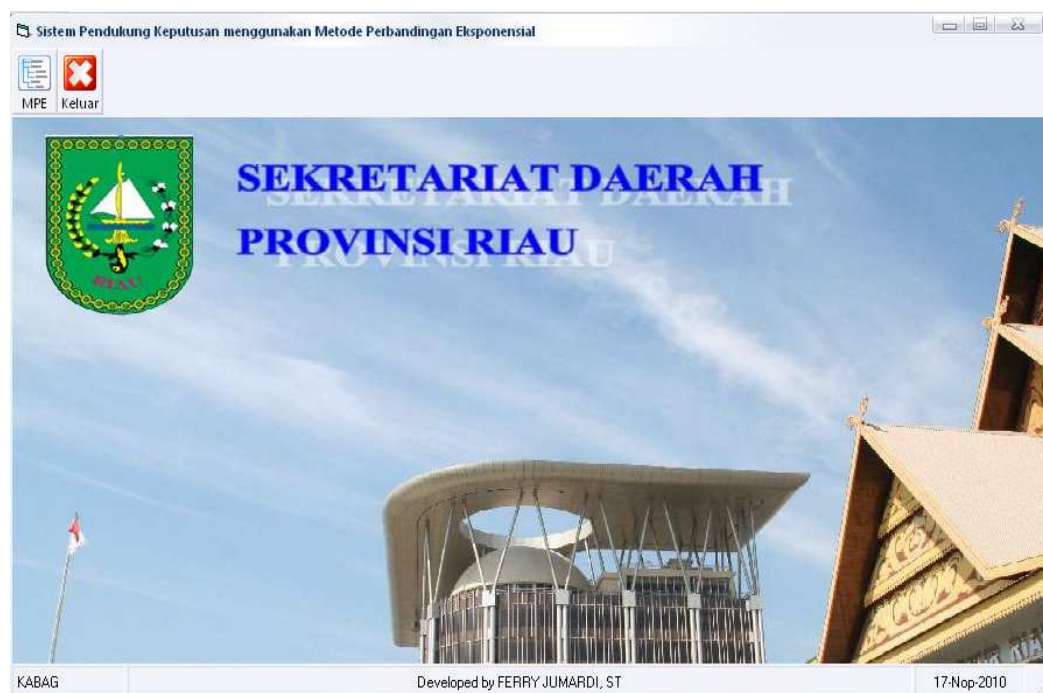 Sistem Pendukung Keputusan menggunakan Metode Perbandingan Eksponensial
MPE Keluar
SEKRETARIAT DAERAH
PROVINSI RIAU
RIAU
KABAG Developed by FERRY JUMARDI, ST 17-Nop-2010